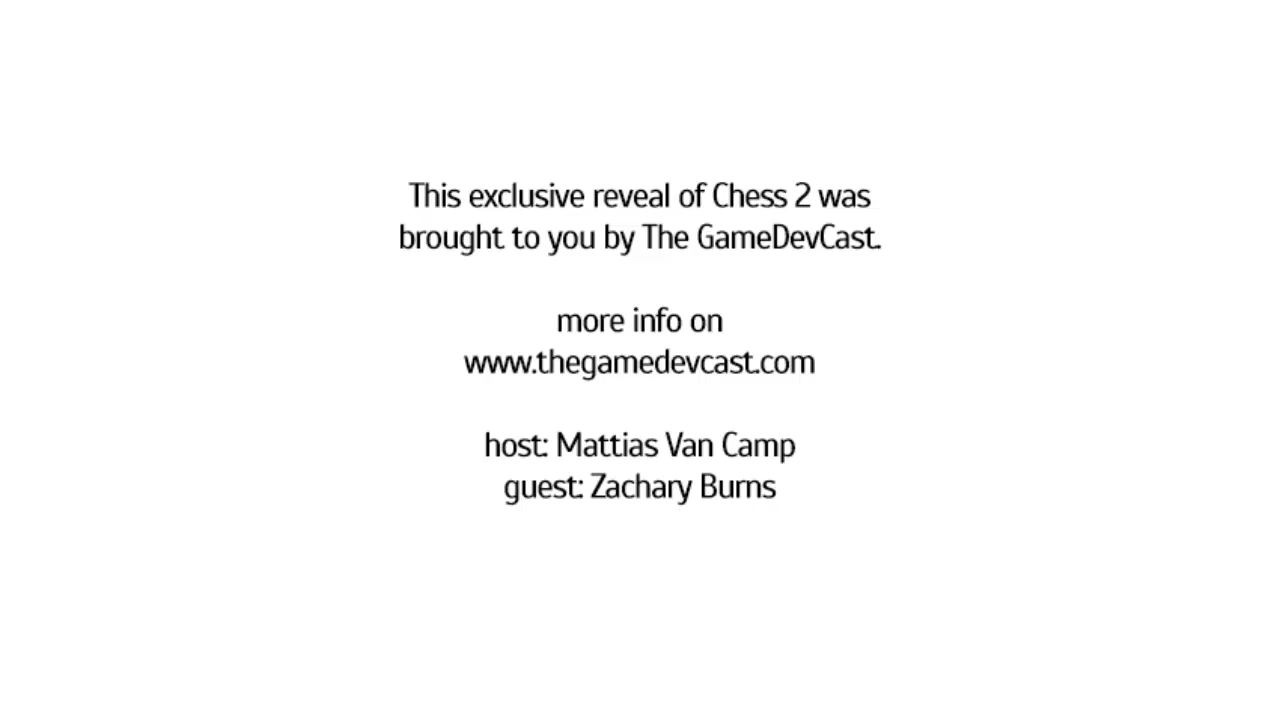 This exclusive reveal of Chess 2 was
brought to you by The GameDevCast.
more info on
www.thegamedevcast.com
host: Mattias Van Camp
guest: Zachary Burns